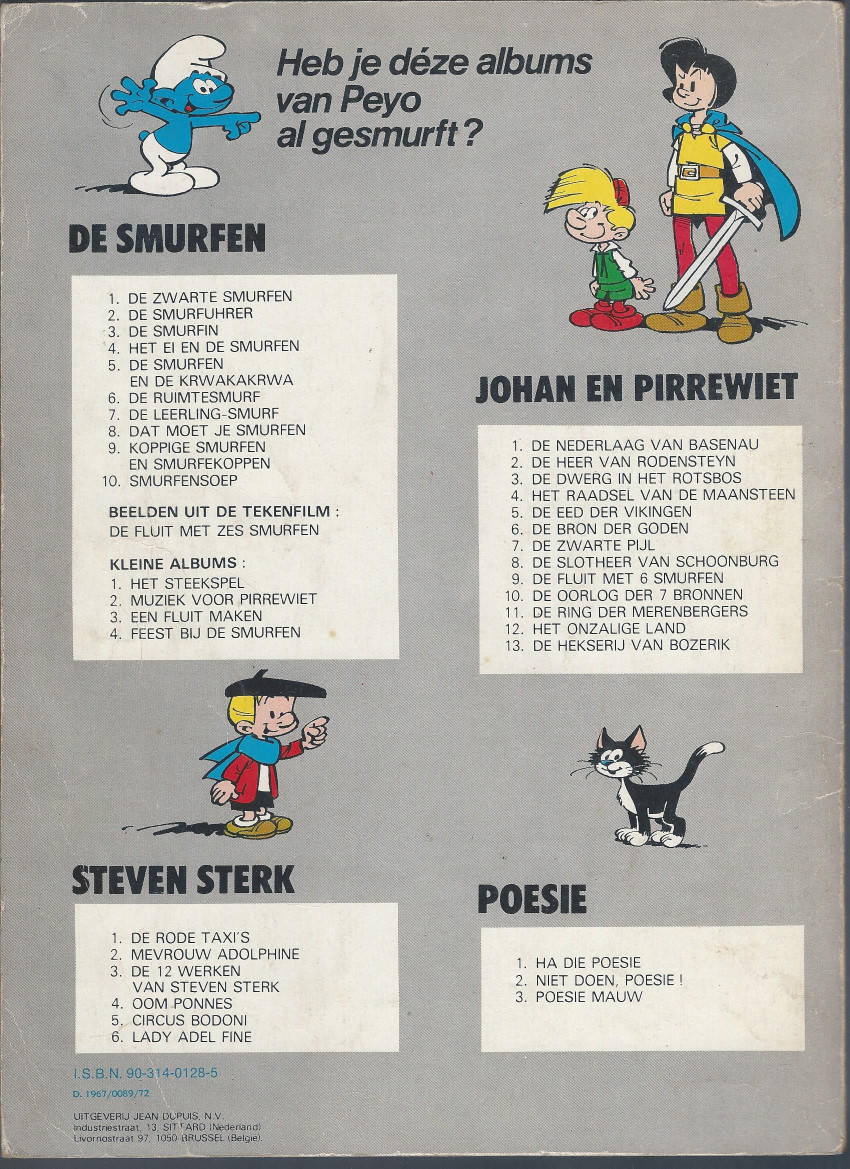 Heb je déze albums
van Peyo
al gesmurft?
DE SMURFEN
1. DE ZWARTE SMURFEN
2. DE SMURFUHRER
3. DE SMURFIN
4. HET EI EN DE SMURFEN
5. DE SMURFEN
EN DE KRWAKAKRWA
6. DE RUIMTESMURF
7. DE LEERLING-SMURF
8. DAT MOET JE SMURFEN
9. KOPPIGE SMURFEN
EN SMURFEKOPPEN
10. SMURFENSOEP
BEELDEN UIT DE TEKENFILM :
DE FLUIT MET ZES SMURFEN
KLEINE ALBUMS :
1. HET STEEKSPEL
2. MUZIEK VOOR PIRREWIET
3. EEN FLUIT MAKEN
4. FEEST BIJ DE SMURFEN
JOHAN EN PIRREWIET
1. DE NEDERLAAG VAN BASENAU
2. DE HEER VAN RODENSTEYN
3. DE DWERG IN HET ROTSBOS
4. HET RAADSEL VAN DE MAANSTEEN
5. DE EED DER VIKINGEN
6. DE BRON DER GODEN
7. DE ZWARTE PIJL
8. DE SLOTHEER VAN SCHOONBURG
9. DE FLUIT MET 6 SMURFEN
10. DE OORLOG DER 7 BRONNEN
11. DE RING DER MERENBERGERS
12. HET ONZALIGE LAND
13. DE HEKSERIJ VAN BOZERIK
STEVEN STERK
1. DE RODE TAXI'S
2. MEVROUW ADOLPHINE
3. DE 12 WERKEN
VAN STEVEN STERK
4. OOM PONNES
5. CIRCUS BODONI
6. LADY ADEL FINE
POESIE
1. HA DIE POESIE
2. NIET DOEN, POESIE !
3. POESIE MAUW
I.S.B.N. 90-314-0128-5
D. 1967/0089/72
UITGEVERIJ JEAN DUPUIS, N.V.
Industriestraat, 13, SITTARD (Nederland)
Livornostraat 97, 1050 BRUSSEL (Belgie).